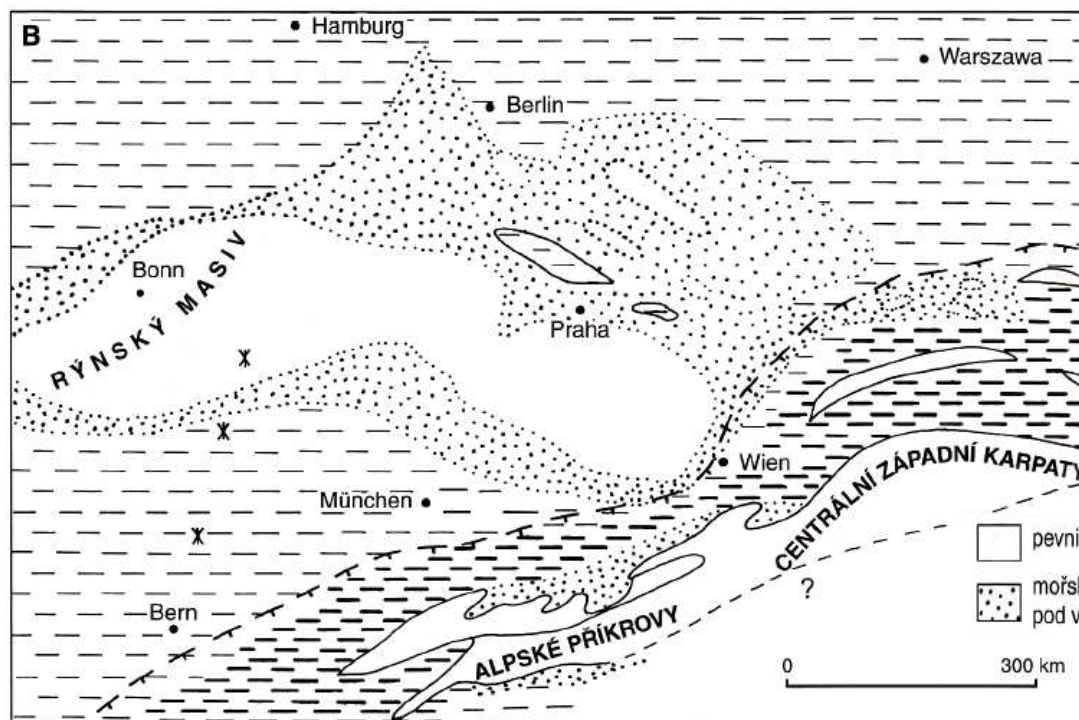 B
Hamburg
Warszawa
Berlin
Bonn
RÝNSKÝ MASIV
Praha
Wien
München
CENTRÁLNÍ ZÁPADNÍ KARPATY
pevni
mořsk
pod v
?
Bern
ALPSKÉ PŘÍKROVY
0 300 km